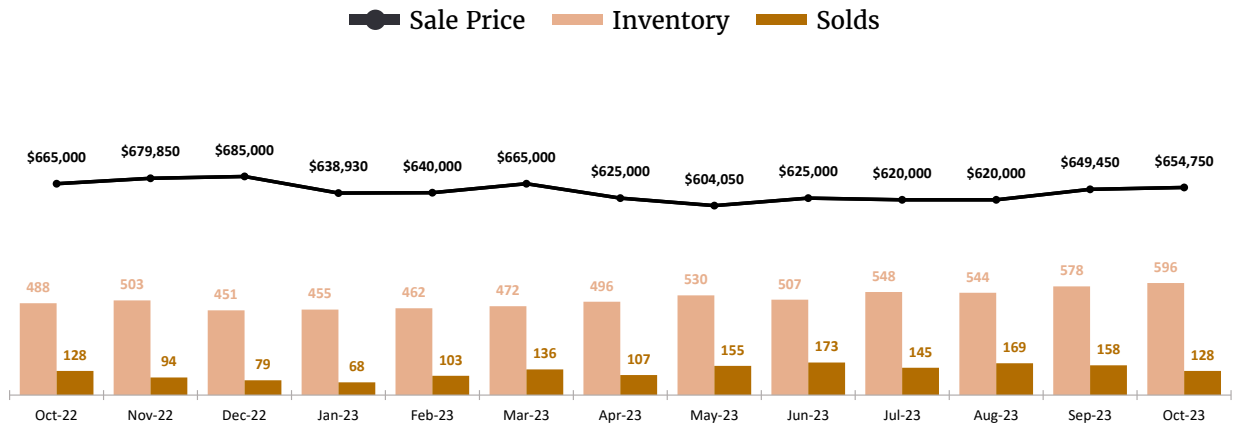 Sale Price Inventory Solds
$665,000 $679,850 $685,000 $638,930 $640,000 $665,000 $625,000 $604,050 $625,000 $620,000 $620,000 $649,450 $654,750
488 503 451 455 462 472 496 530 507 548 544 578 596
128 94 79 68 103 136 107 155 173 145 169 158 128
Oct-22 Nov-22 Dec-22 Jan-23 Feb-23 Mar-23 Apr-23 May-23 Jun-23 Jul-23 Aug-23 Sep-23 Oct-23